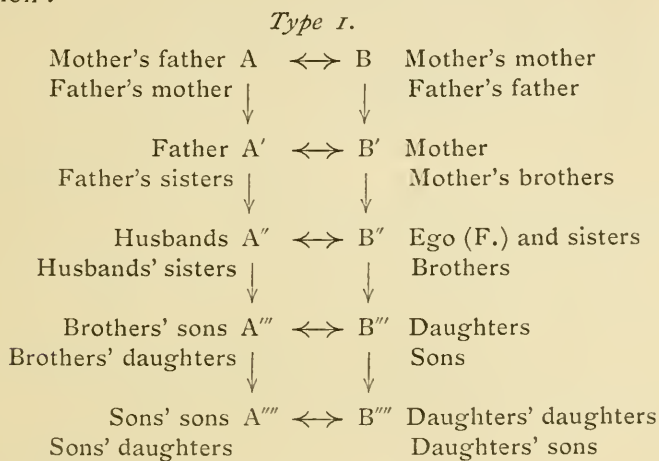 Type 1.
Mother's father A ↔ B Mother's mother
Father's mother ↓ ↓ Father's father
Father A′ ↔ B′ Mother
Father's sisters ↓ ↓ Mother's brothers
Husbands A″ ↔ B″ Ego (F.) and sisters
Husbands' sisters ↓ ↓ Brothers
Brothers' sons A‴ ↔ B‴ Daughters
Brothers' daughters ↓ ↓ Sons
Sons' sons A⁗ ↔ B⁗ Daughters' daughters
Sons' daughters Daughters' sons